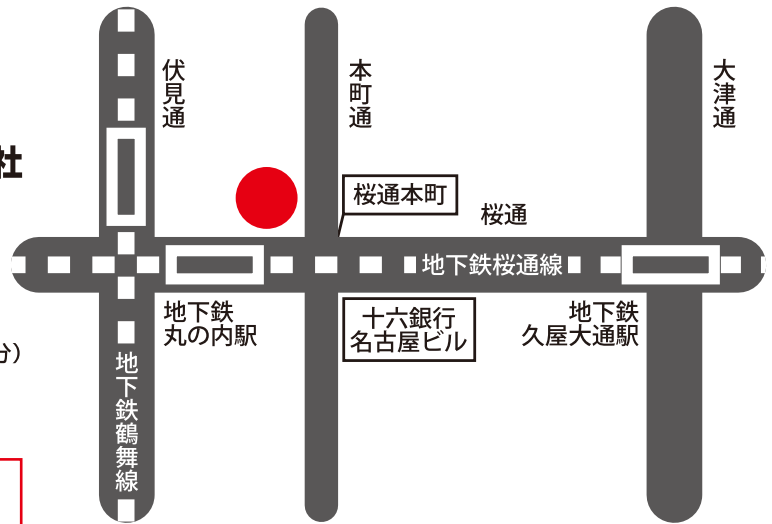 伏見通
本町通
大津通
社
桜通本町
桜通
地下鉄桜通線
地下鉄
丸の内駅
十六銀行
名古屋ビル
地下鉄
久屋大通駅
分）
地下鉄鶴舞線